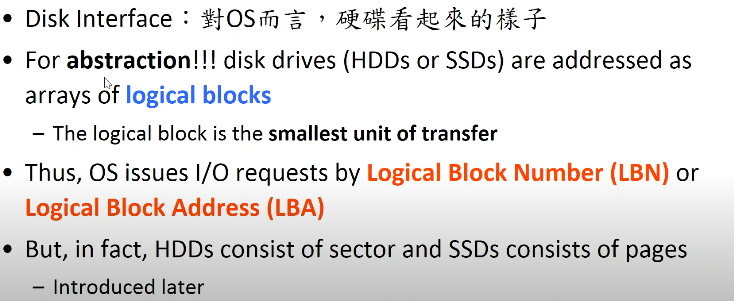 • Disk Interface：對OS而言，硬碟看起來的樣子
• For abstraction!!! disk drives (HDDs or SSDs) are addressed as
arrays of logical blocks
– The logical block is the smallest unit of transfer
• Thus, OS issues I/O requests by Logical Block Number (LBN) or
Logical Block Address (LBA)
• But, in fact, HDDs consist of sector and SSDs consists of pages
– Introduced later